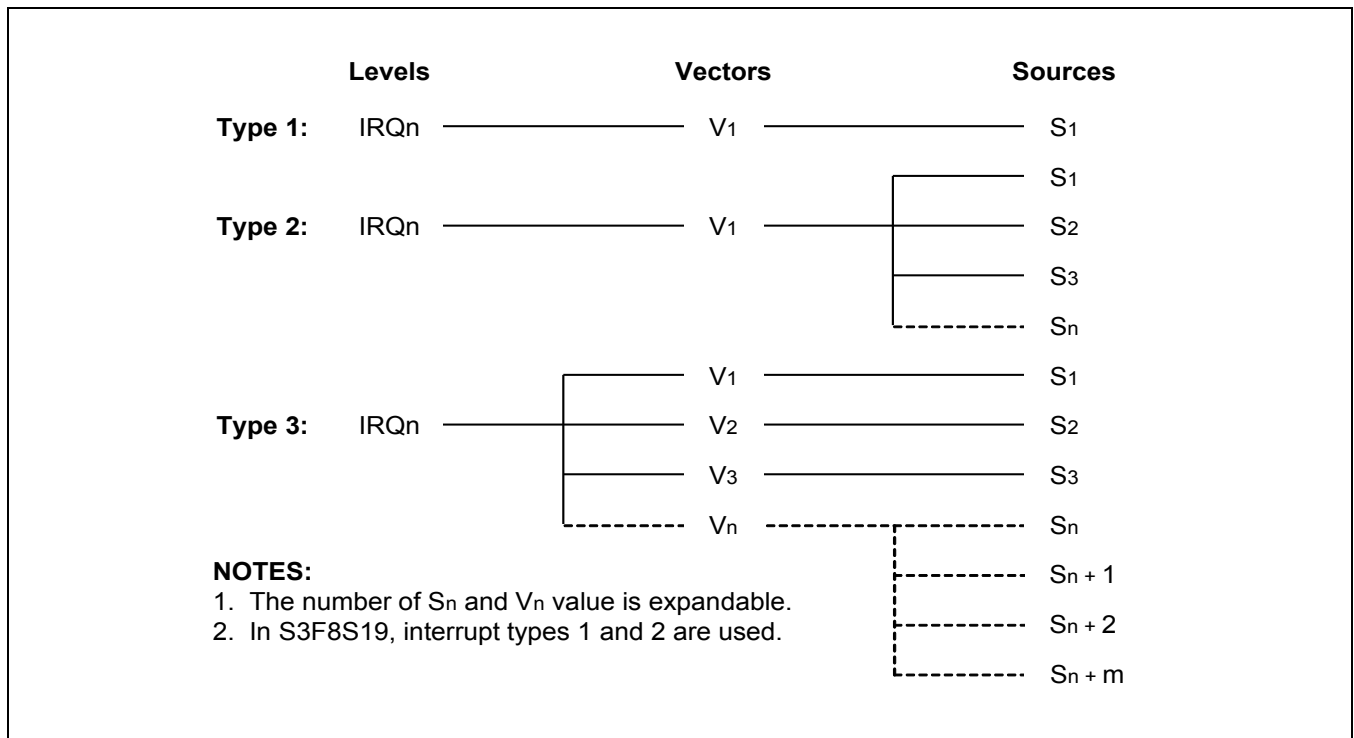 Levels Vectors Sources
Type 1: IRQn V1 S1
S1
Type 2: IRQn V1 S2
S3
Sn
V1 S1
Type 3: IRQn V2 S2
V3 S3
Vn Sn
NOTES:
Sn + 1
1. The number of Sn and Vn value is expandable.
2. In S3F8S19, interrupt types 1 and 2 are used.
Sn + 2
Sn + m